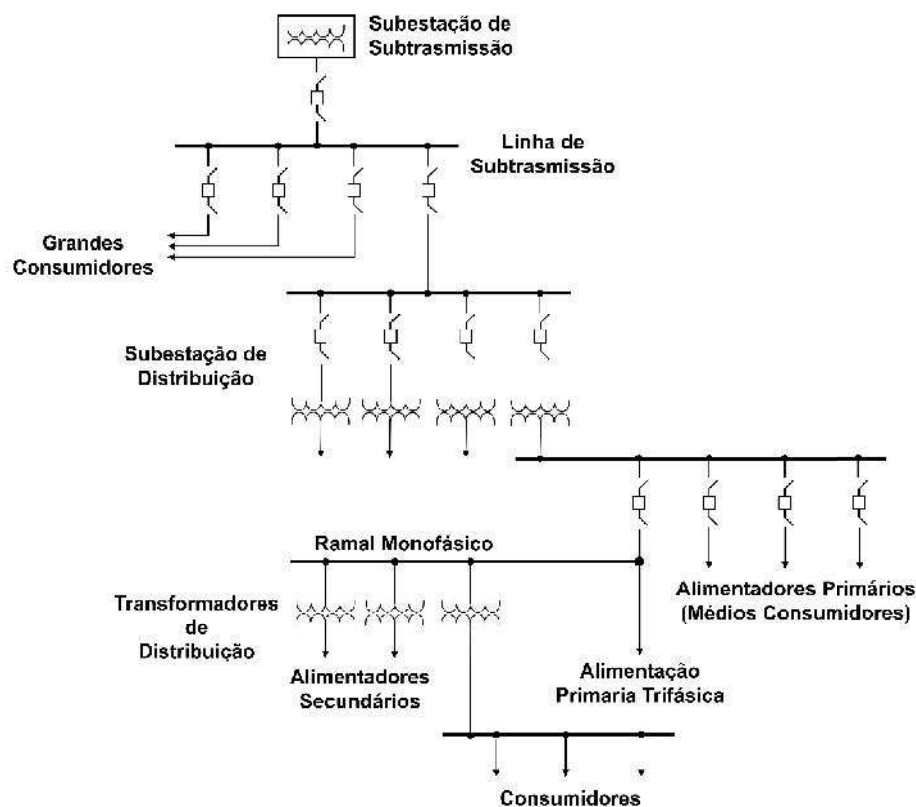 Subestação de
Subtrasmissão
Linha de
Subtrasmissão
Grandes
Consumidores
Subestação de
Distribuição
Ramal Monofásico
Transformadores
de
Distribuição
Alimentadores Primários
(Médios Consumidores)
Alimentadores
Secundários
Alimentação
Primaria Trifásica
Consumidores